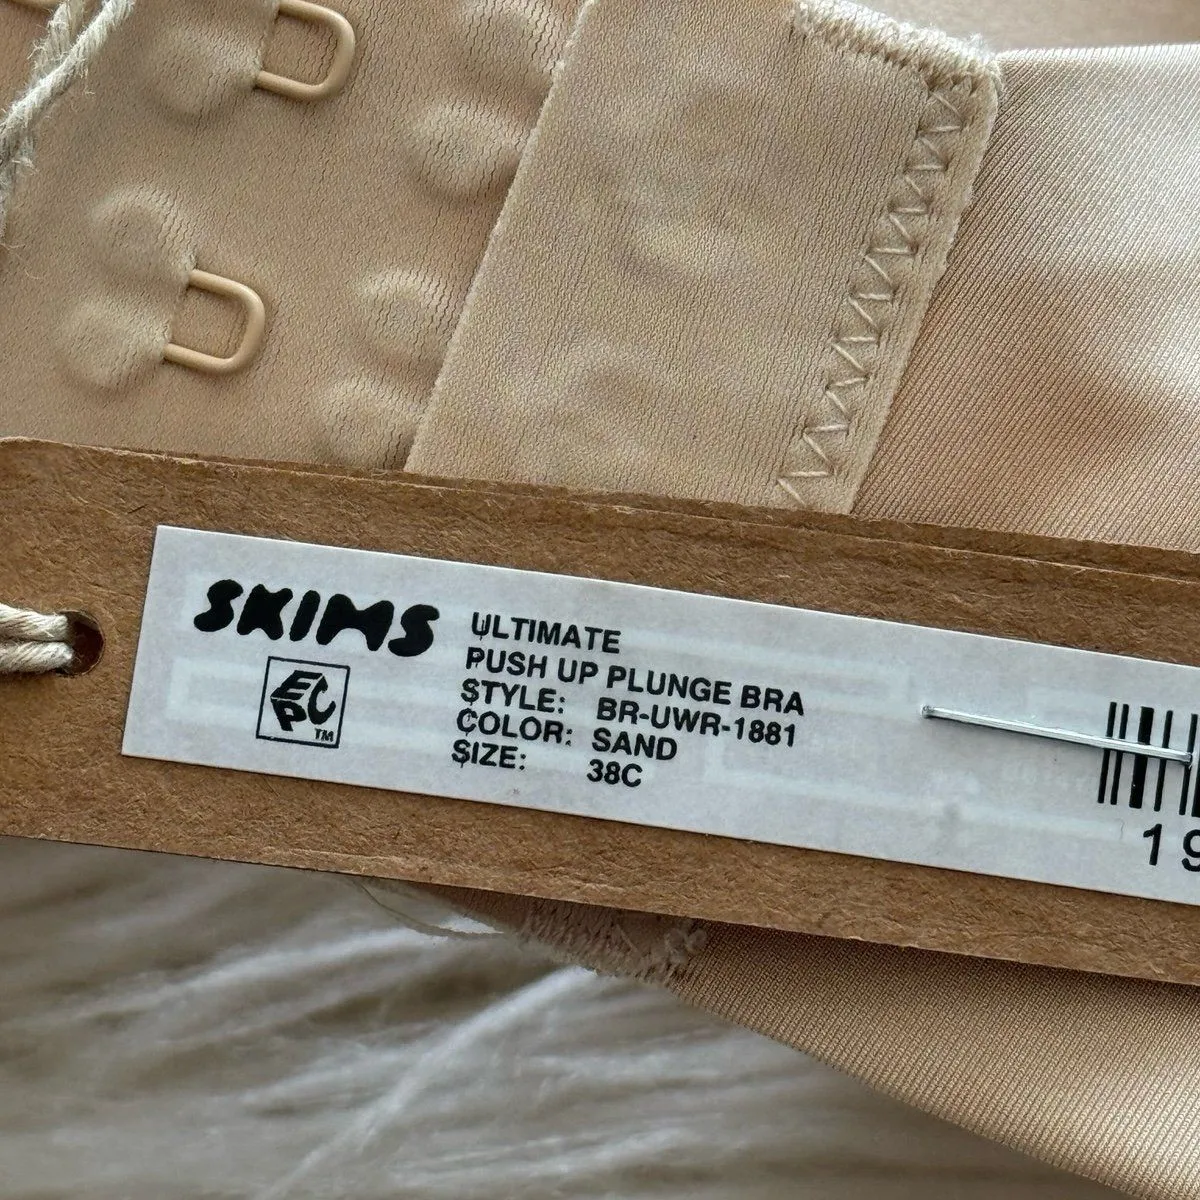 SKIMS
EPC
TM
ULTIMATE
PUSH UP PLUNGE BRA
STYLE: BR-UWR-1881
COLOR: SAND
SIZE: 38C
19